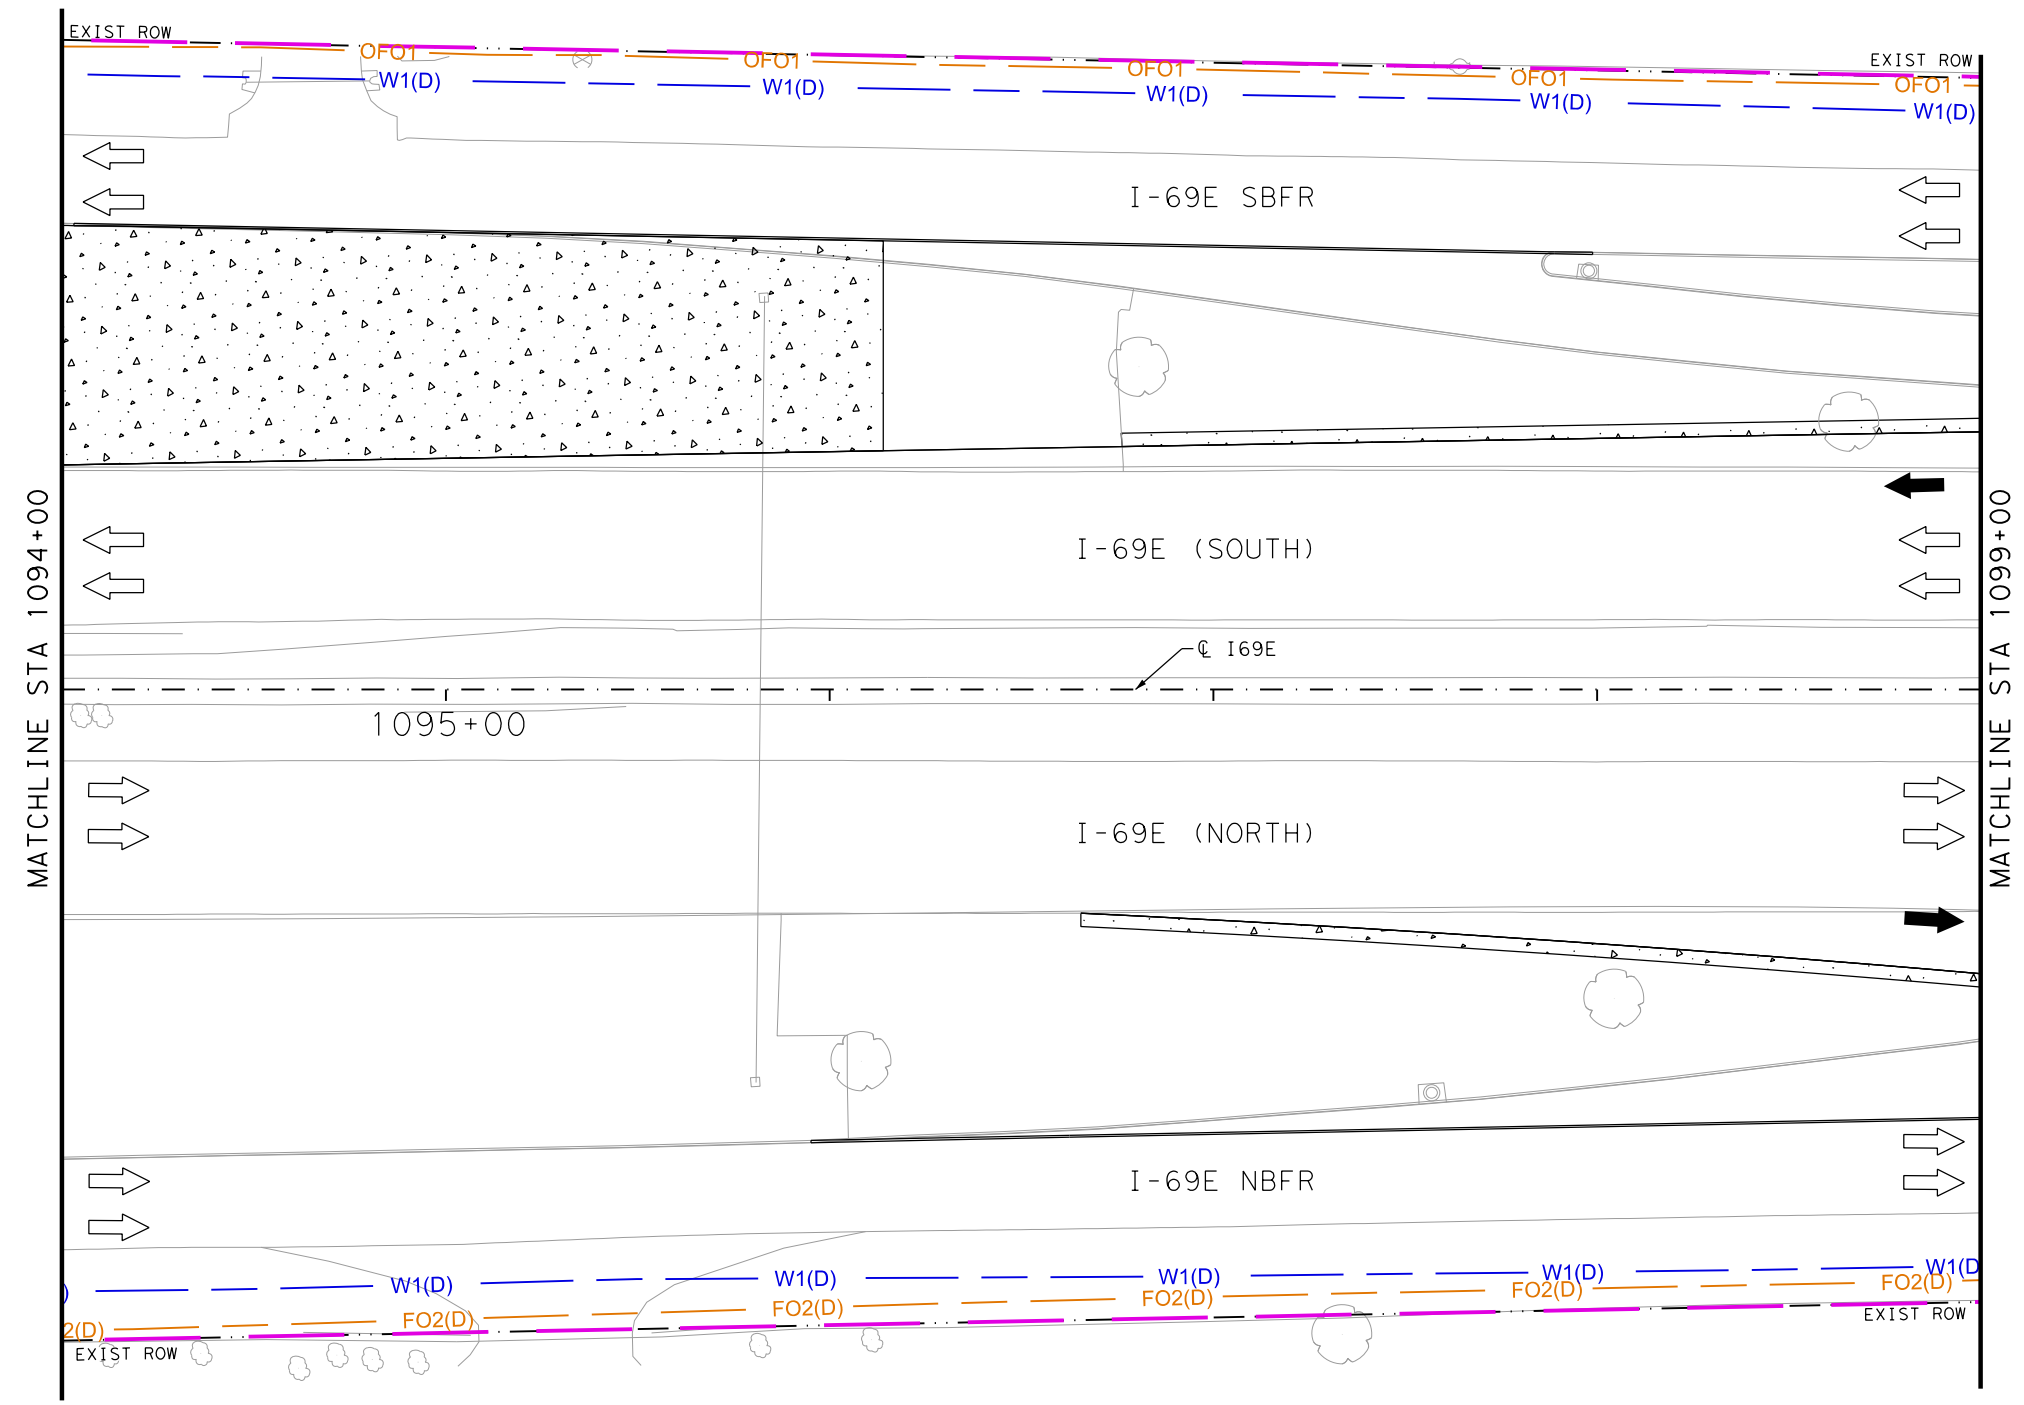 EXIST ROW
EXIST ROW
OFO1
OFO1
OFO1
OFO1
OFO1
W1(D)
W1(D)
W1(D)
W1(D)
W1(D)
I-69E SBFR
MATCHLINE STA 1094+00
I-69E (SOUTH)
MATCHLINE STA 1099+00
℄ I69E
1095+00
I-69E (NORTH)
I-69E NBFR
)
W1(D)
W1(D)
W1(D)
W1(D)
W1(D
2(D)
FO2(D)
FO2(D)
FO2(D)
FO2(D)
FO2(D)
EXIST ROW
EXIST ROW